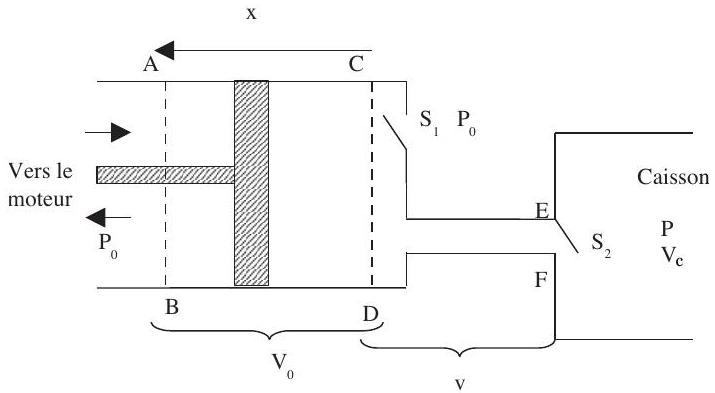 x
A
C
S₁ P₀
Vers le
moteur
Caisson
E
P₀
S₂
P
V𝒸
F
B
D
V₀
v